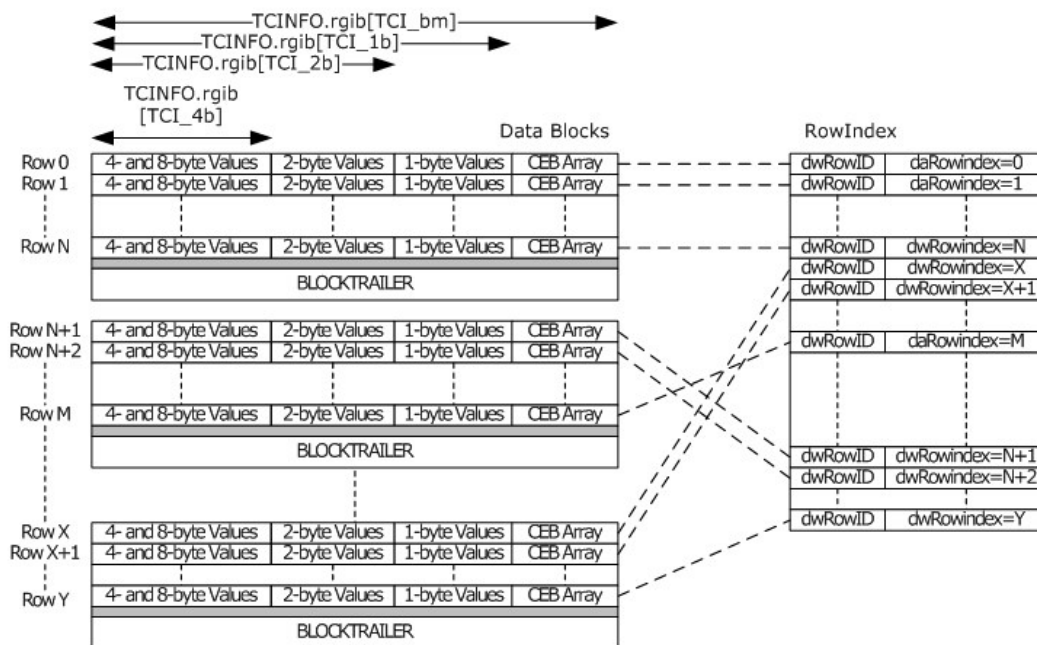 TCINFO.rgib[TCI_bm]
TCINFO.rgib[TCI_1b]
TCINFO.rgib[TCI_2b]
TCINFO.rgib
[TCI_4b]
Data Blocks
RowIndex
Row 0 4- and 8-byte Values 2-byte Values 1-byte Values CEB Array dwRowID daRowindex=0
Row 1 4- and 8-byte Values 2-byte Values 1-byte Values CEB Array dwRowID daRowindex=1
Row N 4- and 8-byte Values 2-byte Values 1-byte Values CEB Array dwRowID dwRowindex=N
dwRowID dwRowindex=X
BLOCKTRAILER dwRowID dwRowindex=X+1
Row N+1 4- and 8-byte Values 2-byte Values 1-byte Values CEB Array
Row N+2 4- and 8-byte Values 2-byte Values 1-byte Values CEB Array dwRowID daRowindex=M
Row M 4- and 8-byte Values 2-byte Values 1-byte Values CEB Array
BLOCKTRAILER dwRowID dwRowindex=N+1
dwRowID dwRowindex=N+2
Row X 4- and 8-byte Values 2-byte Values 1-byte Values CEB Array dwRowID dwRowindex=Y
Row X+1 4- and 8-byte Values 2-byte Values 1-byte Values CEB Array
Row Y 4- and 8-byte Values 2-byte Values 1-byte Values CEB Array
BLOCKTRAILER